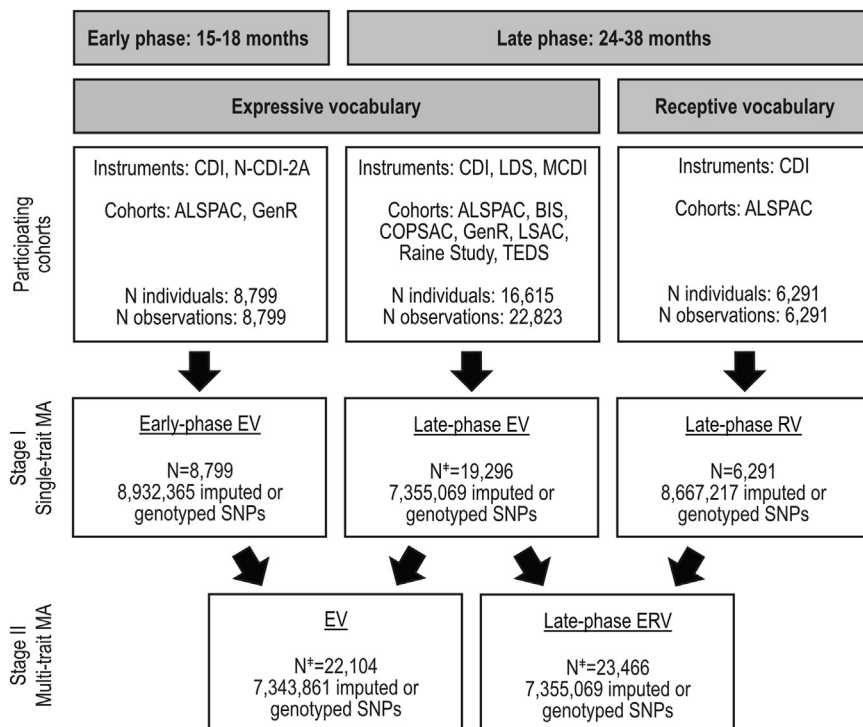 Early phase: 15-18 months
Late phase: 24-38 months
Expressive vocabulary
Receptive vocabulary
Participating
cohorts
Instruments: CDI, N-CDI-2A
Cohorts: ALSPAC, GenR
N individuals: 8,799
N observations: 8,799
Instruments: CDI, LDS, MCDI
Cohorts: ALSPAC, BIS,
COPSAC, GenR, LSAC,
Raine Study, TEDS
N individuals: 16,615
N observations: 22,823
Instruments: CDI
Cohorts: ALSPAC
N individuals: 6,291
N observations: 6,291
Stage I
Single-trait MA
Early-phase EV
N=8,799
8,932,365 imputed or
genotyped SNPs
Late-phase EV
N‡=19,296
7,355,069 imputed or
genotyped SNPs
Late-phase RV
N=6,291
8,667,217 imputed or
genotyped SNPs
Stage II
Multi-trait MA
EV
N‡=22,104
7,343,861 imputed or
genotyped SNPs
Late-phase ERV
N‡=23,466
7,355,069 imputed or
genotyped SNPs